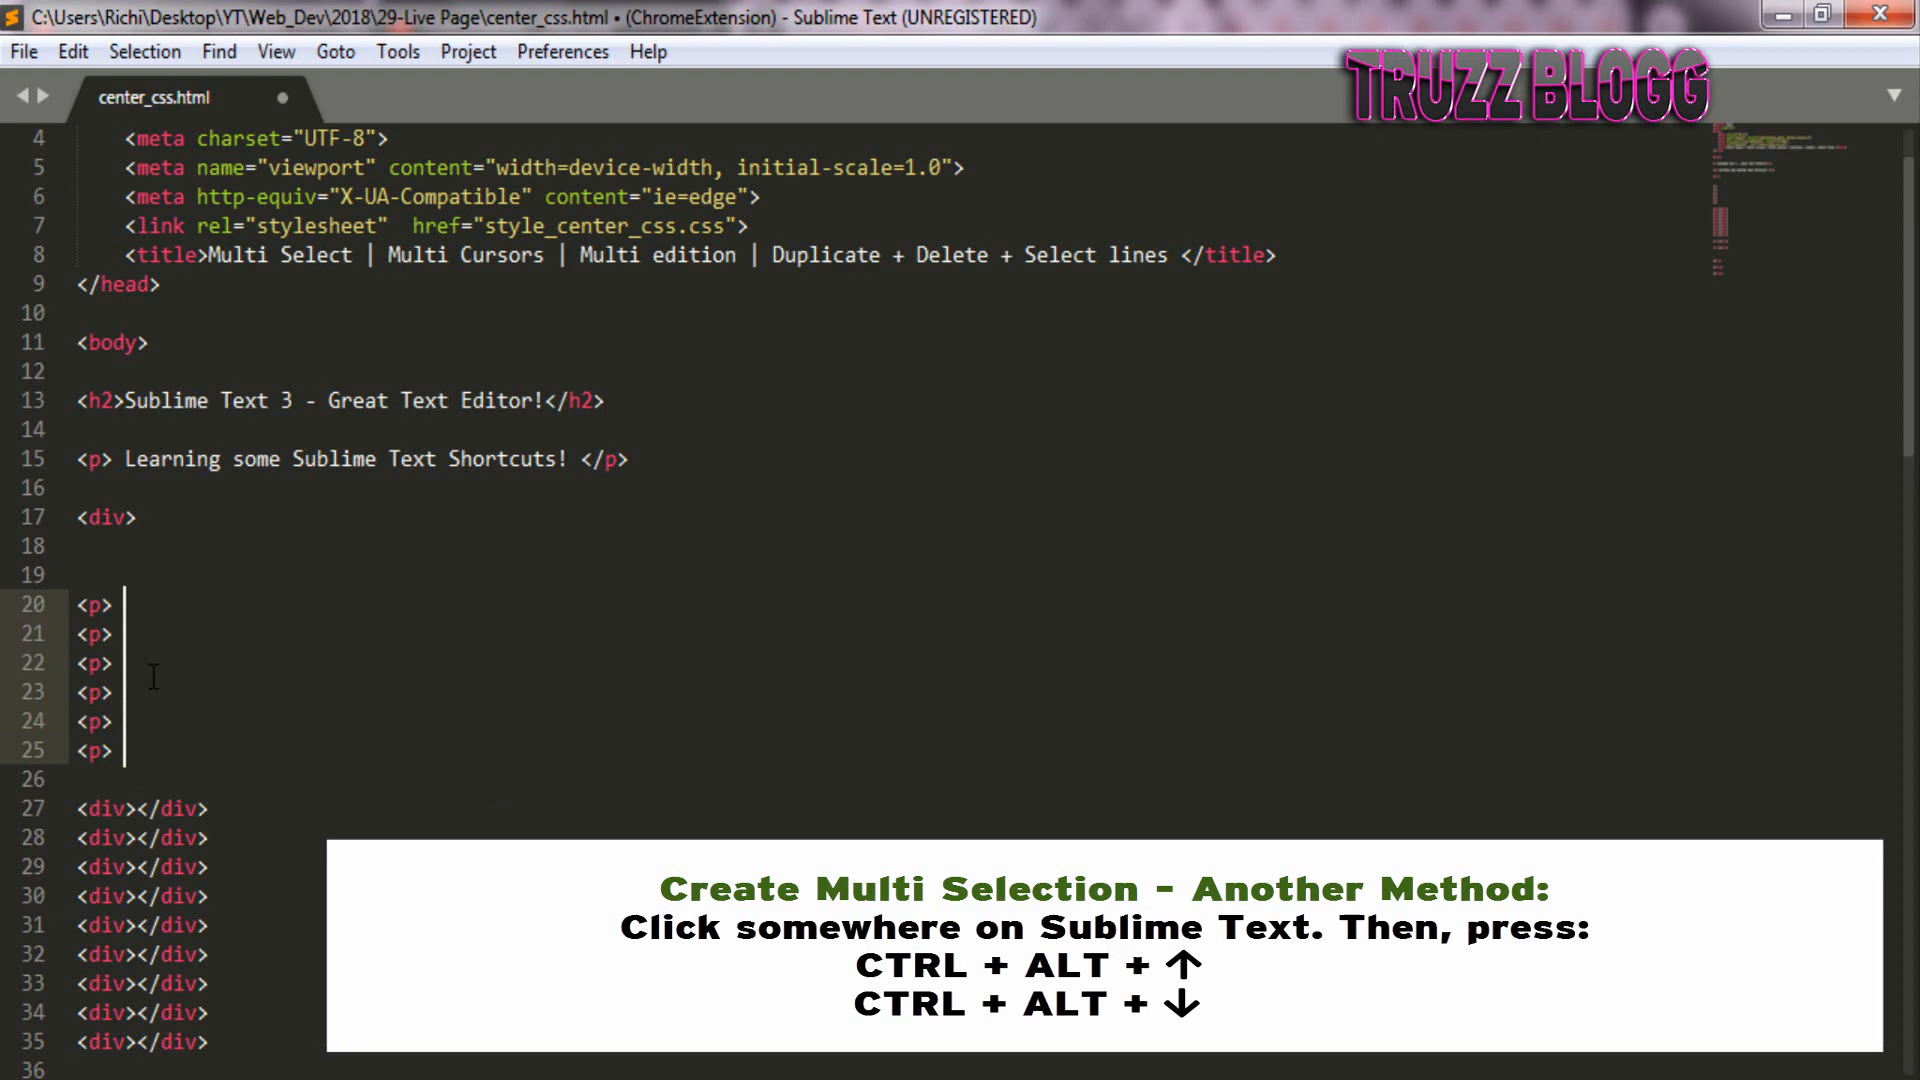 C:\Users\Richi\Desktop\YT\Web_Dev\2018\29-Live Page\center_css.html • (ChromeExtension) - Sublime Text (UNREGISTERED)
File Edit Selection Find View Goto Tools Project Preferences Help
TRUZZ BLOGG
center_css.html
4 <meta charset="UTF-8">
5 <meta name="viewport" content="width=device-width, initial-scale=1.0">
6 <meta http-equiv="X-UA-Compatible" content="ie=edge">
7 <link rel="stylesheet"  href="style_center_css.css">
8 <title>Multi Select | Multi Cursors | Multi edition | Duplicate + Delete + Select lines </title>
9 </head>
10
11 <body>
12
13 <h2>Sublime Text 3 - Great Text Editor!</h2>
14
15 <p> Learning some Sublime Text Shortcuts! </p>
16
17 <div>
18
19
20 <p>
21 <p>
22 <p>
23 <p>
24 <p>
25 <p>
26
27 <div></div>
28 <div></div>
29 <div></div>
30 <div></div>
31 <div></div>
32 <div></div>
33 <div></div>
34 <div></div>
35 <div></div>
36
Create Multi Selection - Another Method:
Click somewhere on Sublime Text. Then, press:
CTRL + ALT + ↑
CTRL + ALT + ↓